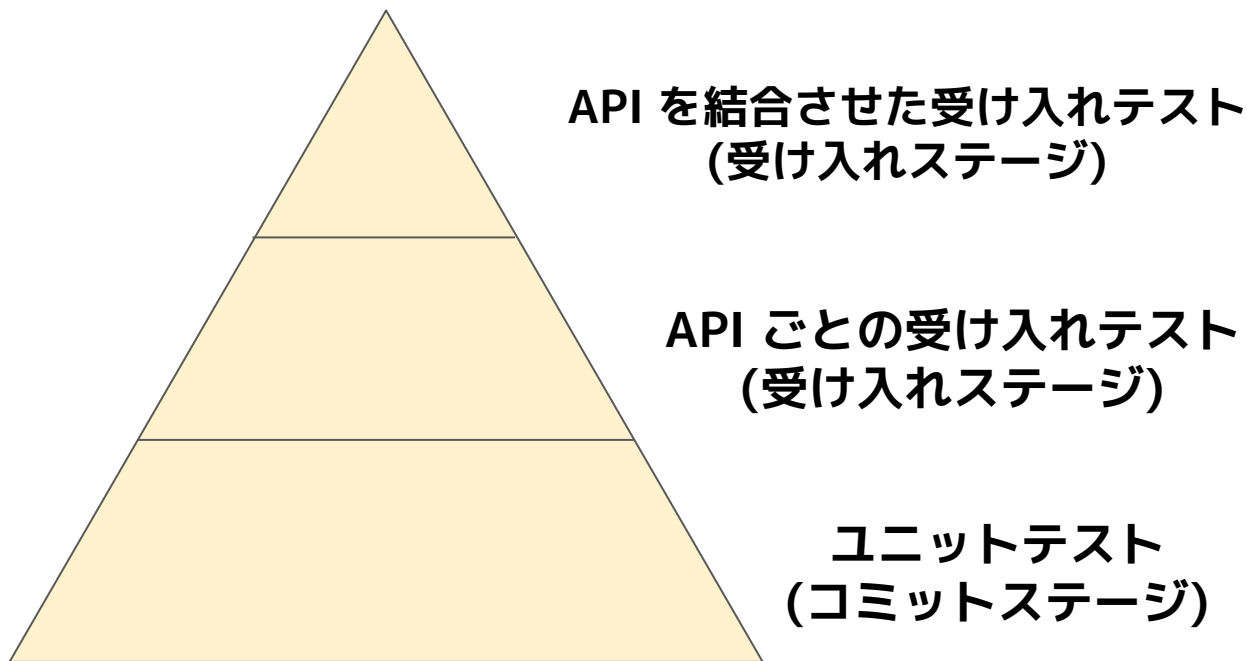 API を結合させた受け入れテスト
(受け入れステージ)
API ごとの受け入れテスト
(受け入れステージ)
ユニットテスト
(コミットステージ)